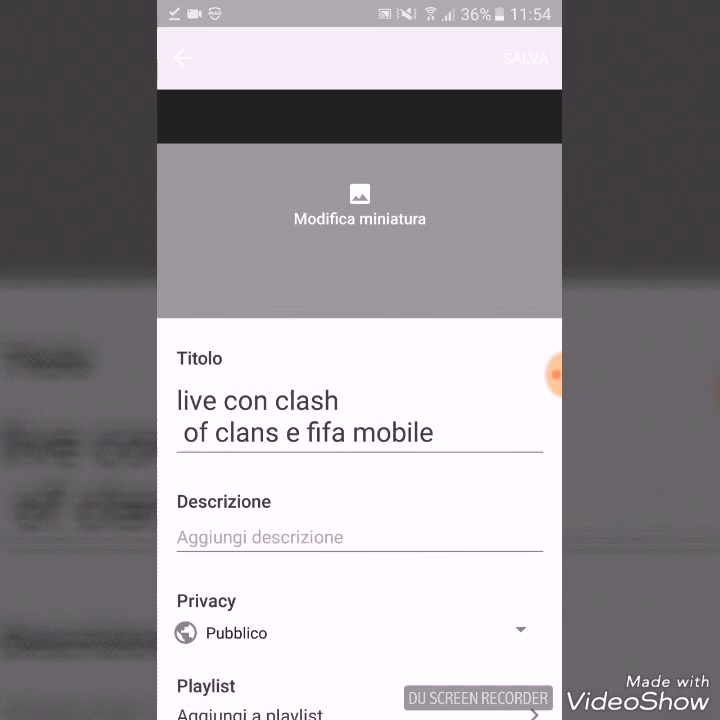 36% 11:54
SALVA
Modifica miniatura
Titolo
live con clash
of clans e fifa mobile
Descrizione
Aggiungi descrizione
Privacy
Pubblico
Playlist
Aggiungi a playlist
DU SCREEN RECORDER
Made with
VideoShow